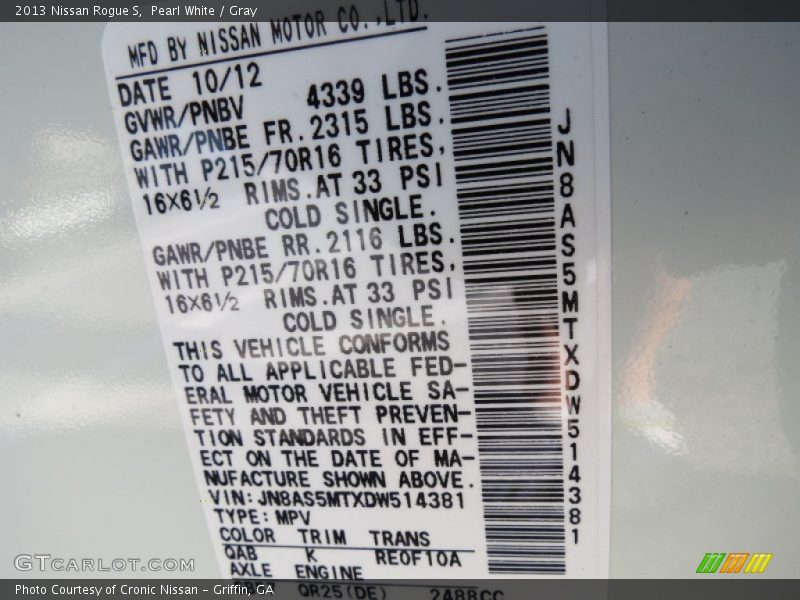 2013 Nissan Rogue S, Pearl White / Gray
MFD BY NISSAN MOTOR CO.,LTD.
DATE 10/12
GVWR/PNBV 4339 LBS.
GAWR/PNBE FR. 2315 LBS.
WITH P215/70R16 TIRES,
16X6½ RIMS. AT 33 PSI
COLD SINGLE.
GAWR/PNBE RR. 2116 LBS.
WITH P215/70R16 TIRES,
16X6½ RIMS. AT 33 PSI
COLD SINGLE.
THIS VEHICLE CONFORMS
TO ALL APPLICABLE FED-
ERAL MOTOR VEHICLE SA-
FETY AND THEFT PREVEN-
TION STANDARDS IN EFF-
ECT ON THE DATE OF MA-
NUFACTURE SHOWN ABOVE.
VIN: JN8AS5MTXDW514381
TYPE: MPV
COLOR TRIM TRANS
QAB K RE0F10A
AXLE ENGINE
QR25(DE) 2488CC
JN8AS5MTXDW514381
GTCARLOT.COM
Photo Courtesy of Cronic Nissan - Griffin, GA